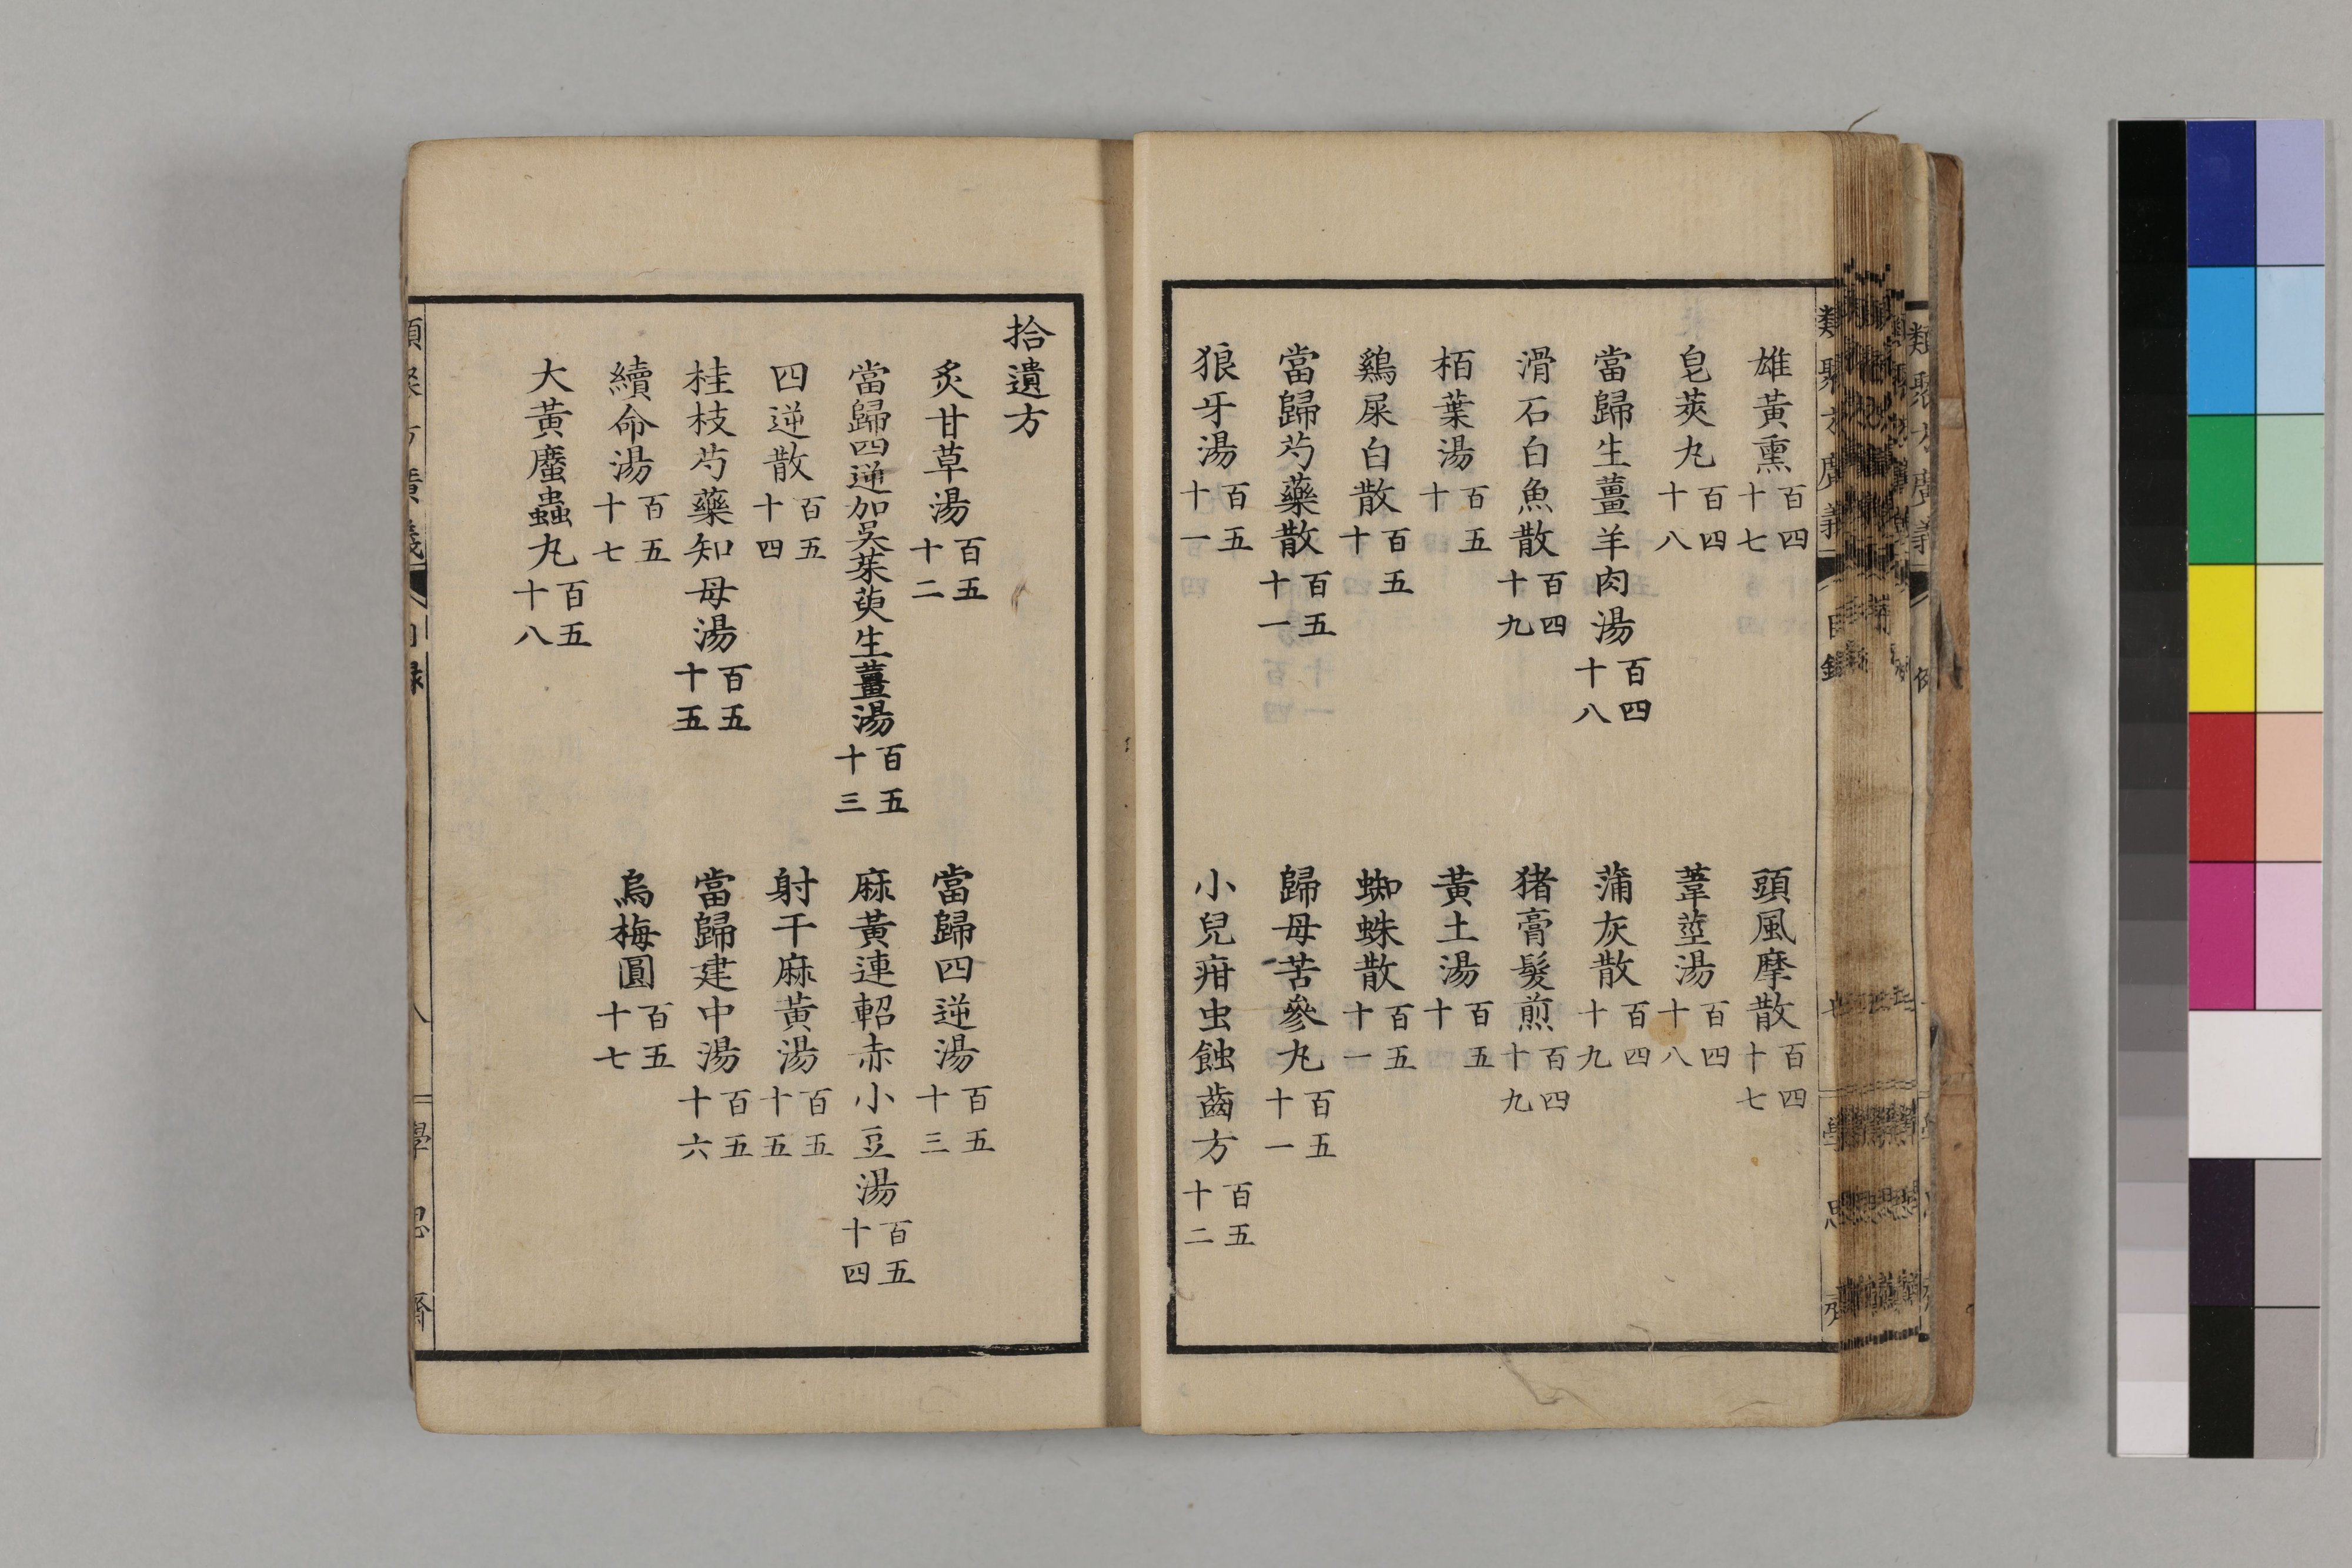 雄黃熏百四十七
頭風摩散百四十七
皂莢丸百四十八
葦莖湯百四十八
當歸生薑羊肉湯百四十八
蒲灰散百四十九
滑石白魚散百四十九
猪膏髮煎百四十九
栢葉湯百五十
黃土湯百五十
鷄屎白散百五十
蜘蛛散百五十一
當歸芍藥散百五十一
歸母苦參丸百五十一
狼牙湯百五十一
小兒疳虫蝕齒方百五十二
拾遺方
炙甘草湯百五十二
當歸四逆湯百五十三
當歸四逆加吳茱萸生薑湯百五十三
麻黃連軺赤小豆湯百五十四
四逆散百五十四
射干麻黃湯百五十五
桂枝芍藥知母湯百五十五
當歸建中湯百五十六
續命湯百五十七
烏梅圓百五十七
大黃䗪蟲丸百五十八